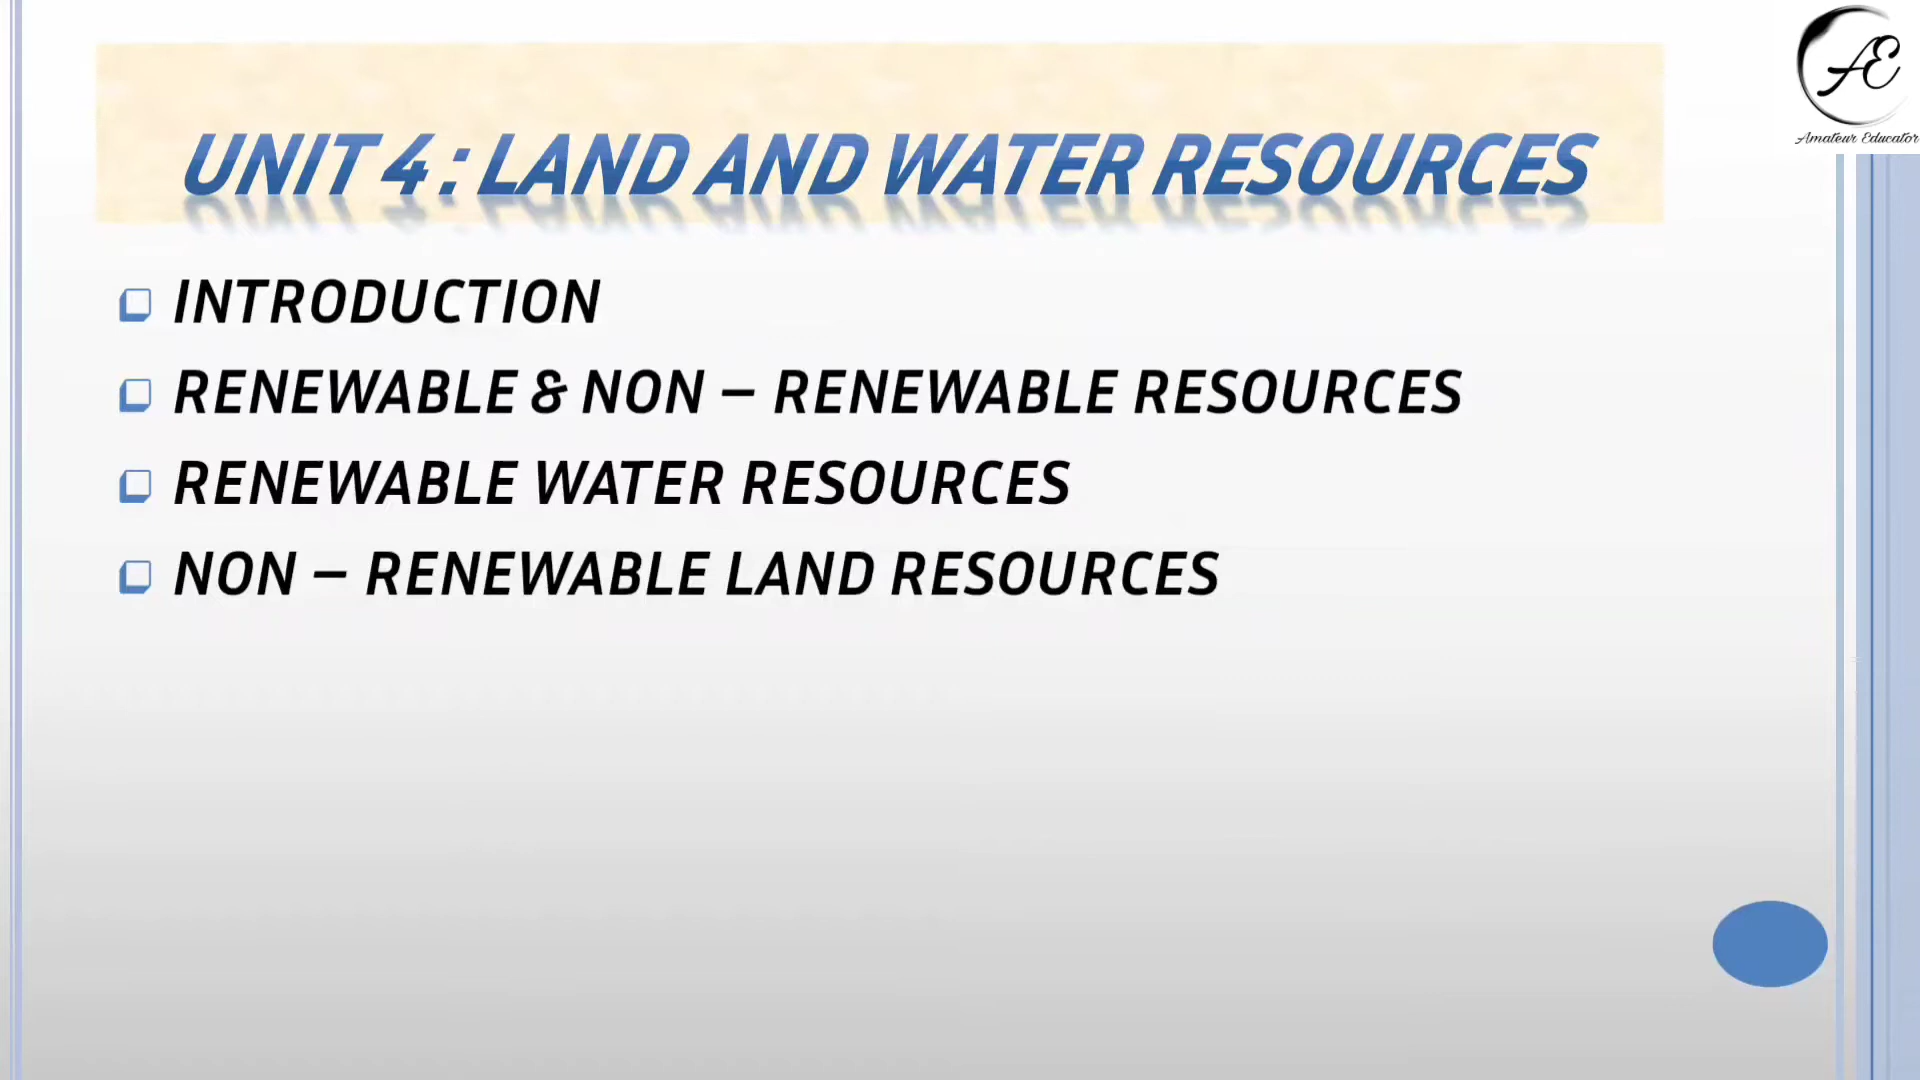 AE
Amateur Educator
UNIT 4 : LAND AND WATER RESOURCES
INTRODUCTION
RENEWABLE & NON – RENEWABLE RESOURCES
RENEWABLE WATER RESOURCES
NON – RENEWABLE LAND RESOURCES